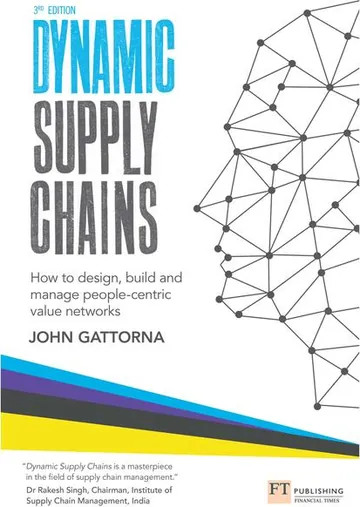 3RD EDITION
DYNAMIC
SUPPLY
CHAINS
How to design, build and
manage people-centric
value networks
JOHN GATTORNA
“Dynamic Supply Chains is a masterpiece
in the field of supply chain management.”
Dr Rakesh Singh, Chairman, Institute of
Supply Chain Management, India
FT PUBLISHING
FINANCIAL TIMES